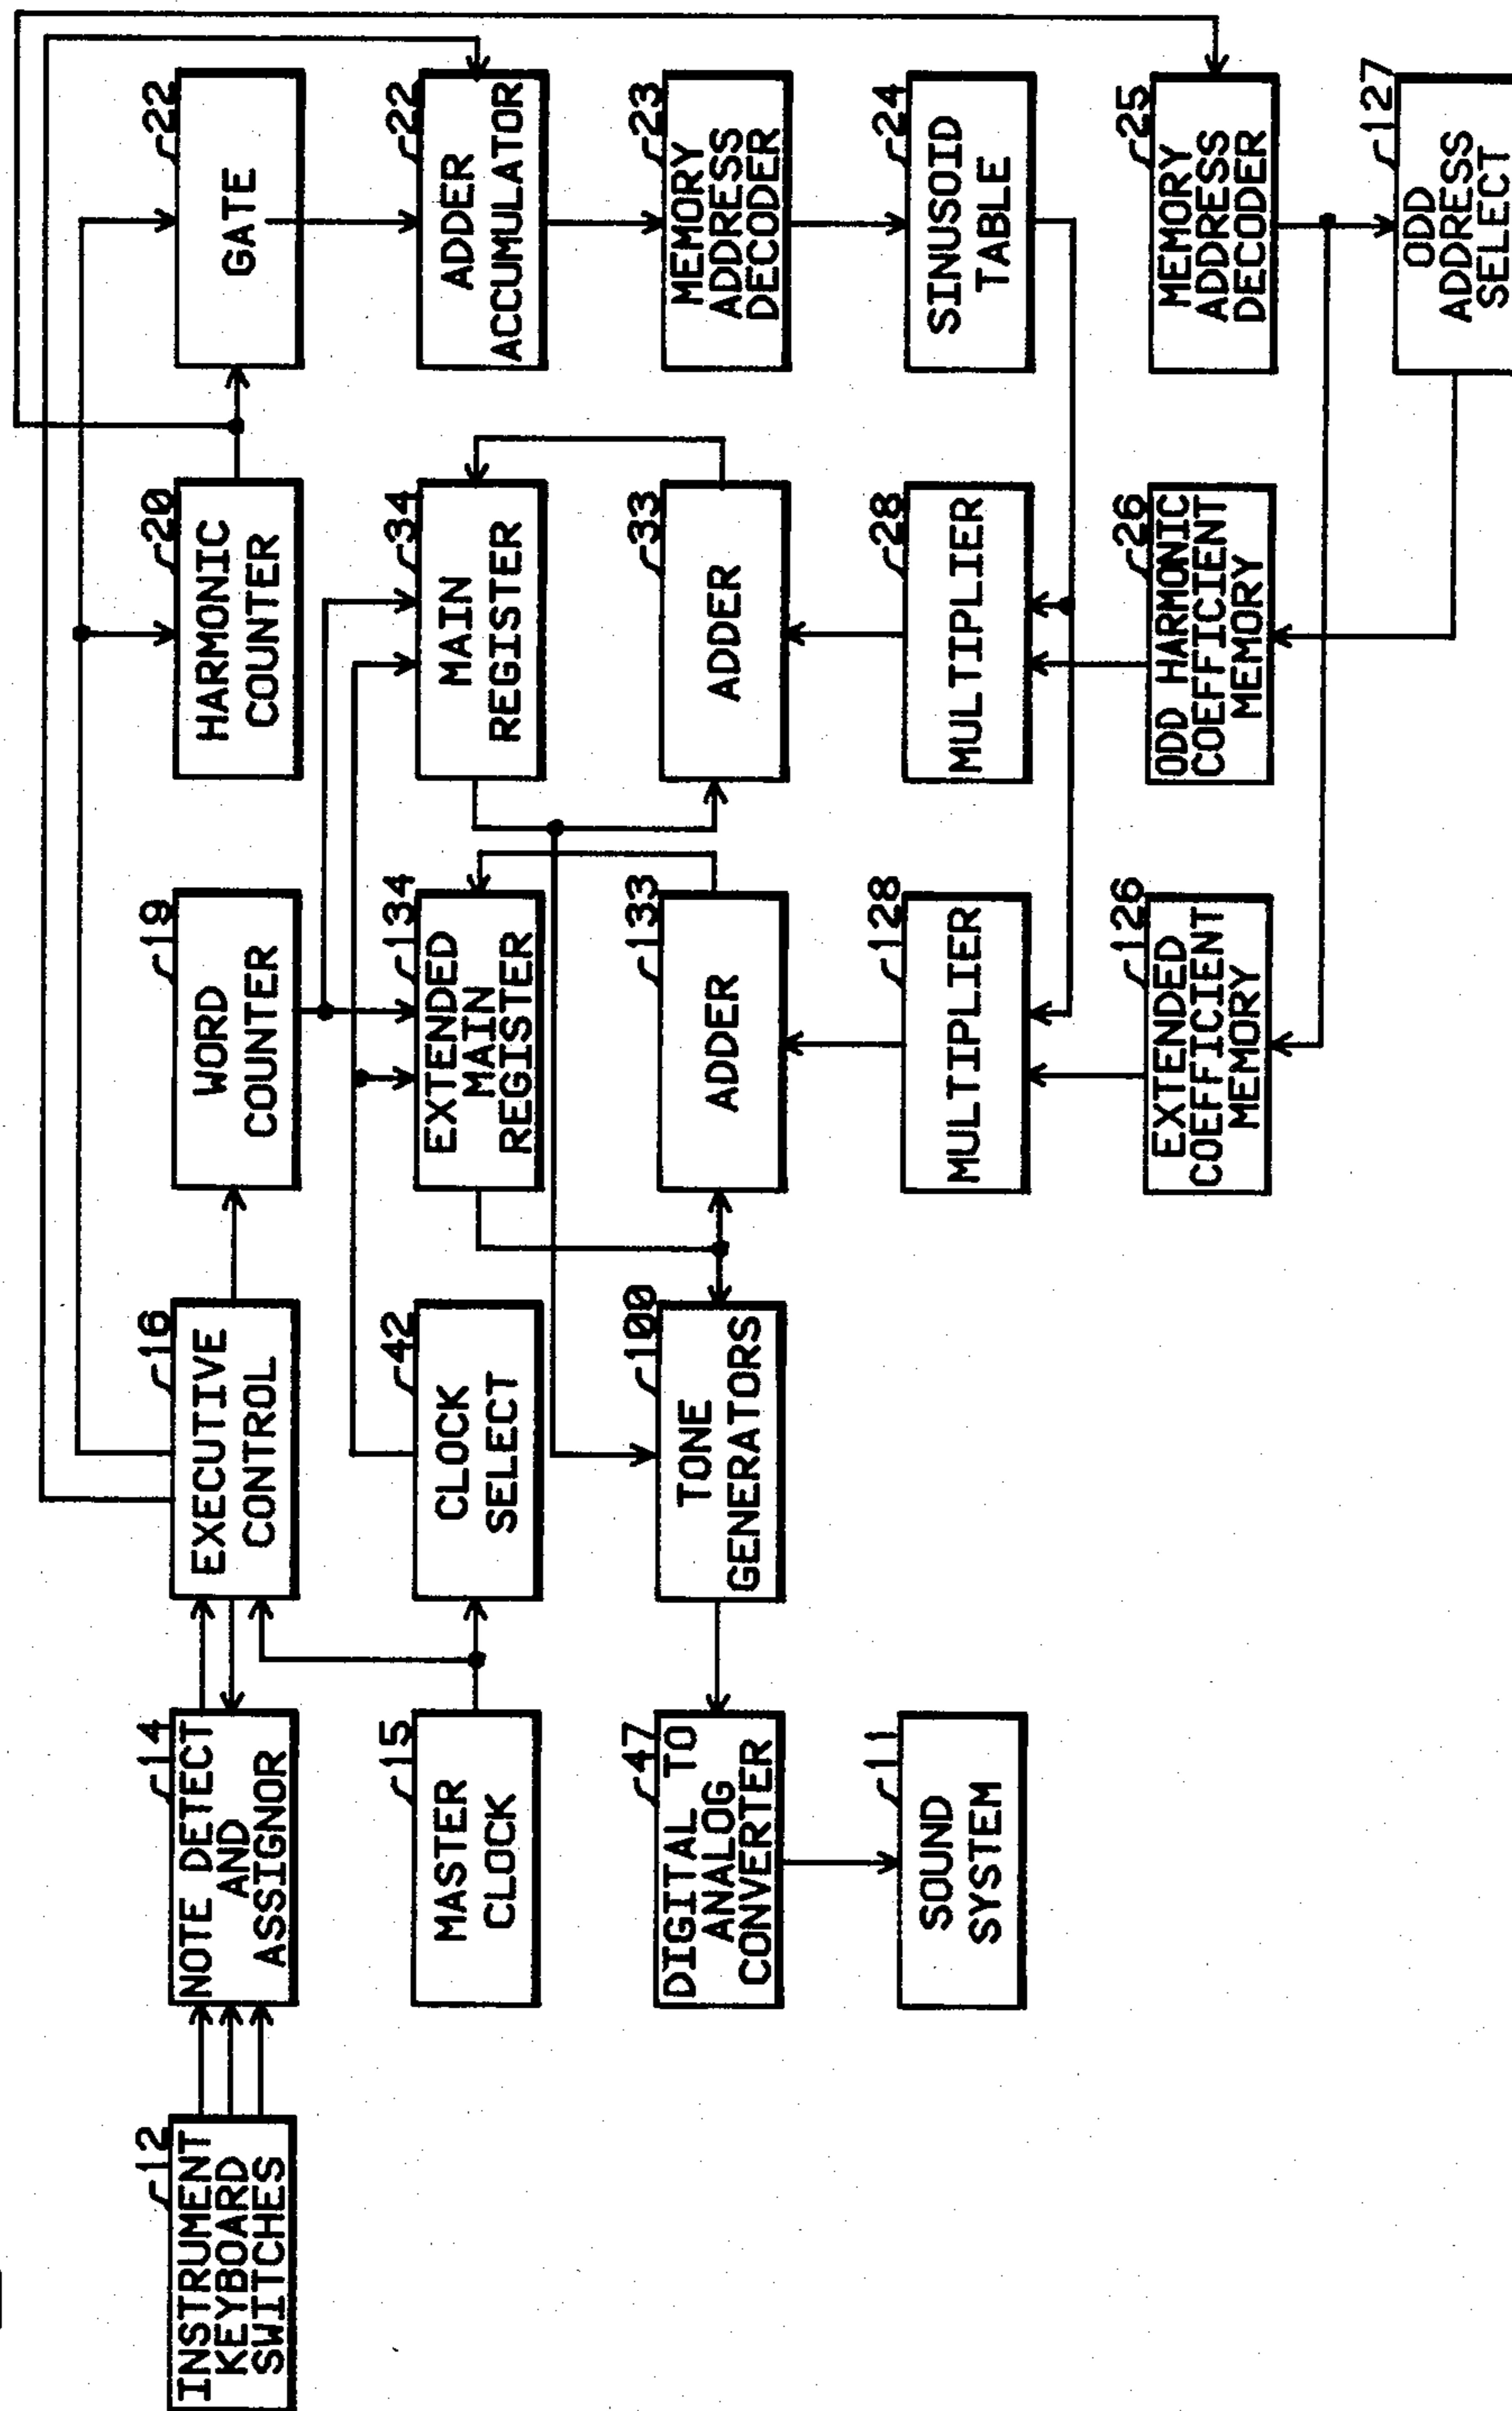 12
INSTRUMENT
KEYBOARD
SWITCHES
14
NOTE DETECT
AND
ASSIGNOR
16
EXECUTIVE
CONTROL
19
WORD
COUNTER
20
HARMONIC
COUNTER
22
GATE
15
MASTER
CLOCK
42
CLOCK
SELECT
134
EXTENDED
MAIN
REGISTER
34
MAIN
REGISTER
22
ADDER
ACCUMULATOR
47
DIGITAL TO
ANALOG
CONVERTER
100
TONE
GENERATORS
133
ADDER
33
ADDER
23
MEMORY
ADDRESS
DECODER
11
SOUND
SYSTEM
128
MULTIPLIER
28
MULTIPLIER
24
SINUSOID
TABLE
126
EXTENDED
COEFFICIENT
MEMORY
26
ODD HARMONIC
COEFFICIENT
MEMORY
25
MEMORY
ADDRESS
DECODER
127
ODD
ADDRESS
SELECT